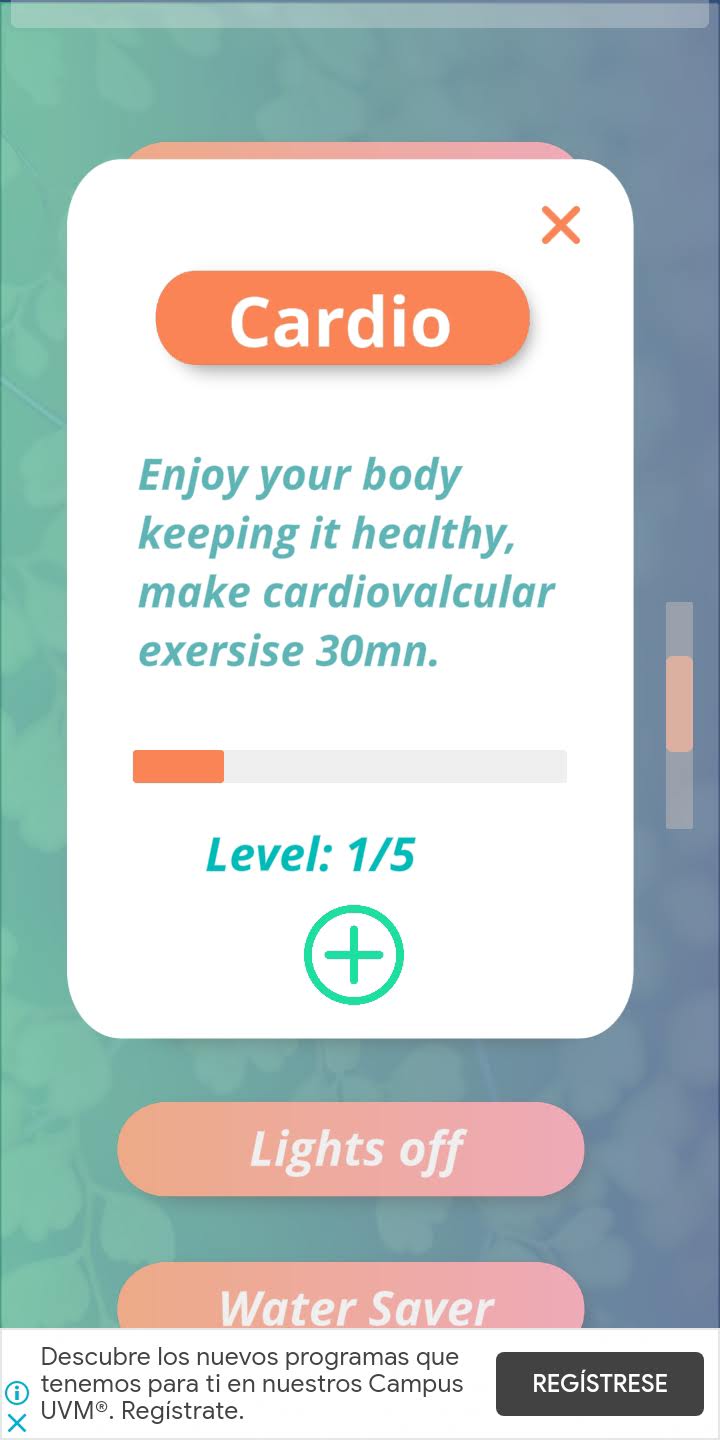 Cardio
Enjoy your body
keeping it healthy,
make cardiovalcular
exersise 30mn.
Level: 1/5
Lights off
Water Saver
Descubre los nuevos programas que
tenemos para ti en nuestros Campus
UVM®. Regístrate.
REGÍSTRESE